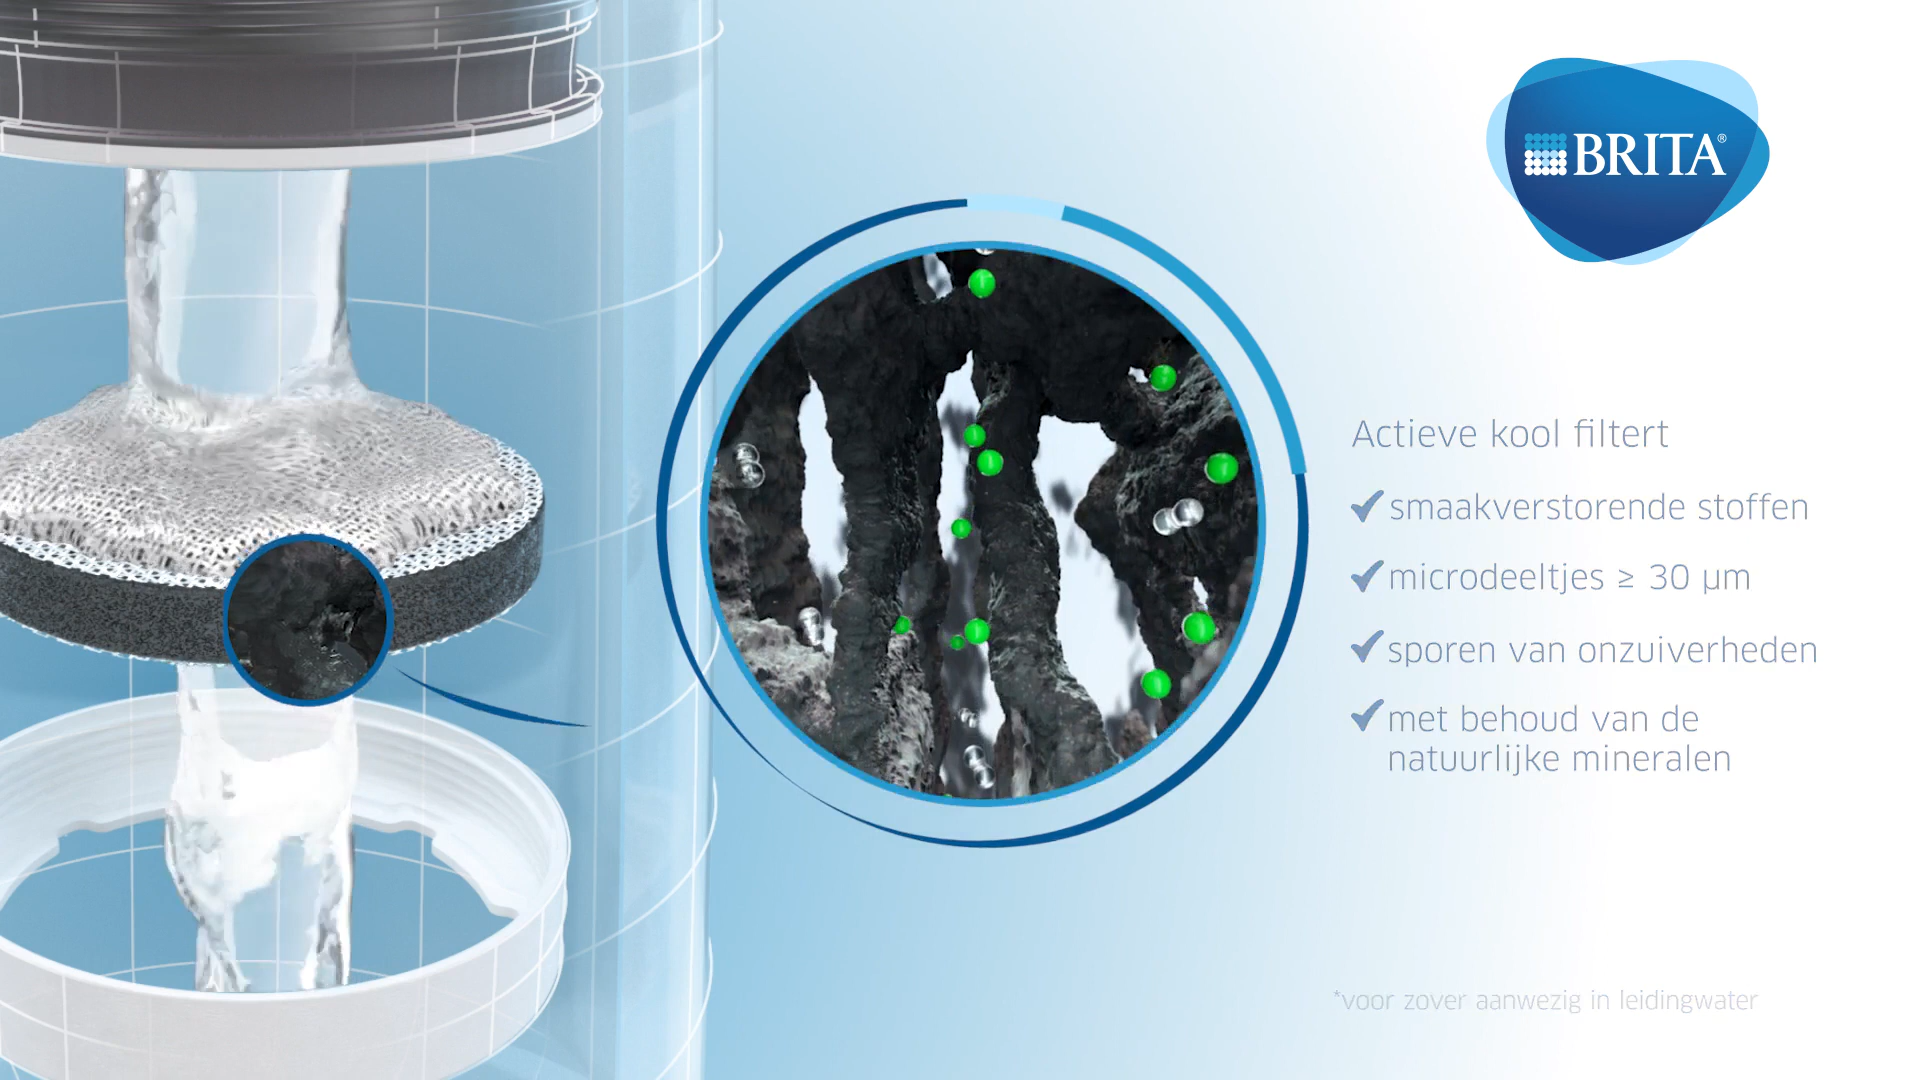 BRITA®
Actieve kool filtert
✔ smaakverstorende stoffen
✔ microdeeltjes ≥ 30 µm
✔ sporen van onzuiverheden
✔ met behoud van de
natuurlijke mineralen
*voor zover aanwezig in leidingwater